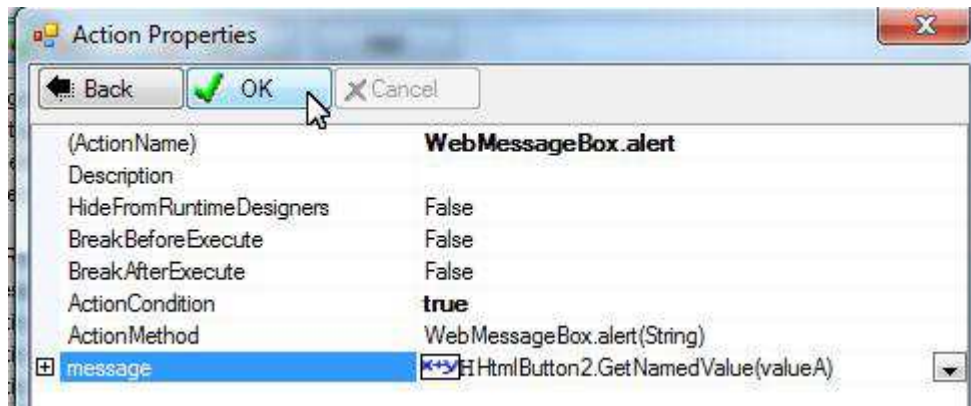 Action Properties
Back OK Cancel
(ActionName) WebMessageBox.alert
Description
HideFromRuntimeDesigners False
BreakBeforeExecute False
BreakAfterExecute False
ActionCondition true
ActionMethod WebMessageBox.alert(String)
message x+y HtmlButton2.GetNamedValue(valueA)